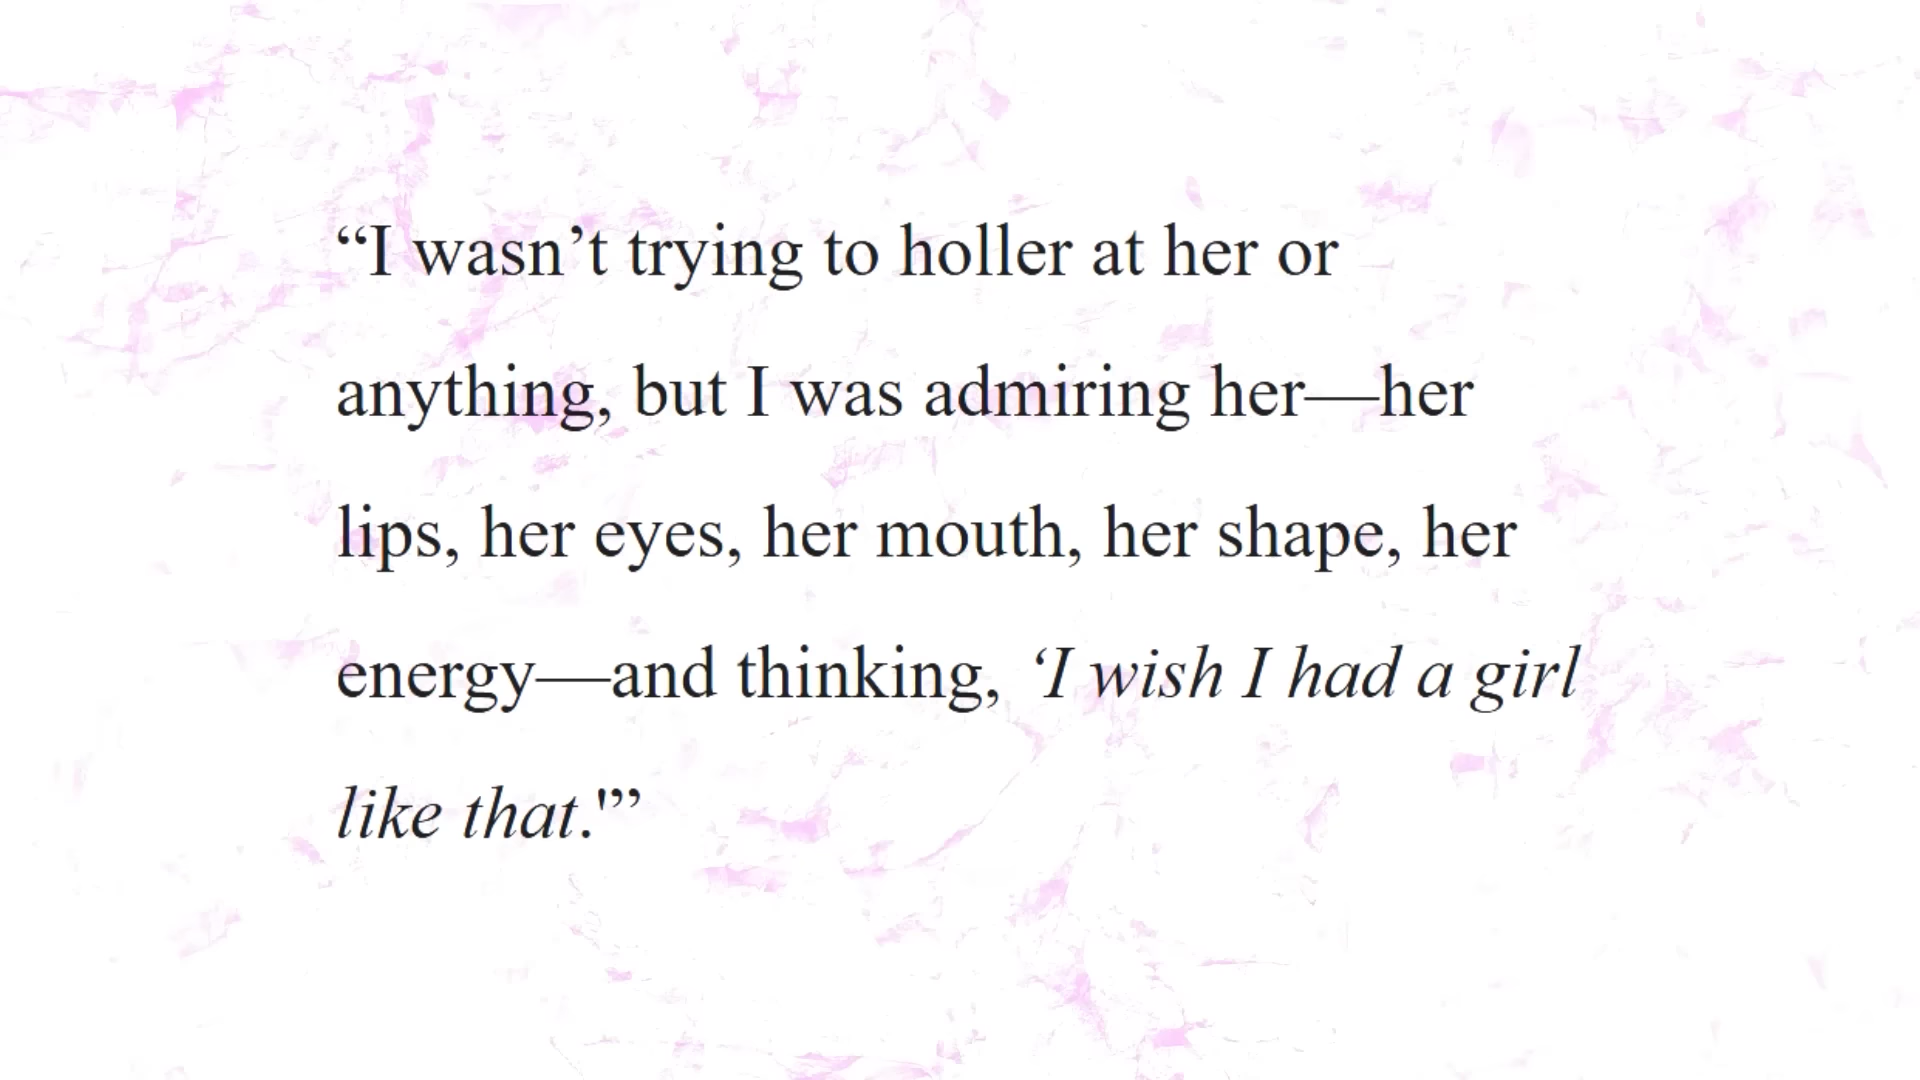 “I wasn’t trying to holler at her or
anything, but I was admiring her—her
lips, her eyes, her mouth, her shape, her
energy—and thinking, ‘I wish I had a girl
like that.'”